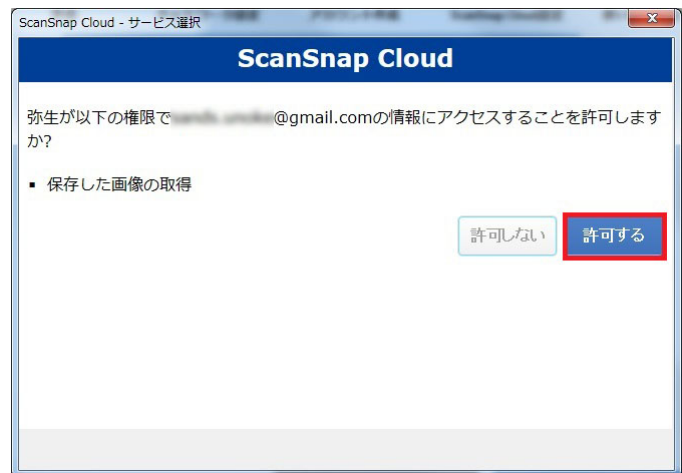 ScanSnap Cloud - サービス選択
ScanSnap Cloud
弥生が以下の権限で @gmail.comの情報にアクセスすることを許可します
か?
▪ 保存した画像の取得
許可しない 許可する